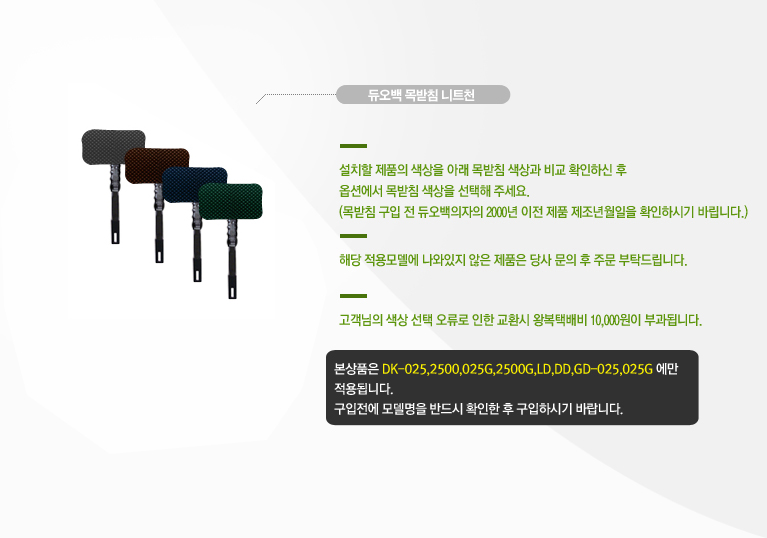 듀오백 목받침 니트천
설치할 제품의 색상을 아래 목받침 색상과 비교 확인하신 후
옵션에서 목받침 색상을 선택해 주세요.
(목받침 구입 전 듀오백의자의 2000년 이전 제품 제조년월일을 확인하시기 바립니다.)
해당 적용모델에 나와있지 않은 제품은 당사 문의 후 주문 부탁드립니다.
고객님의 색상 선택 오류로 인한 교환시 왕복택배비 10,000원이 부과됩니다.
본상품은 DK-025,2500,025G,2500G,LD,DD,GD-025,025G 에만
적용됩니다.
구입전에 모델명을 반드시 확인한 후 구입하시기 바랍니다.